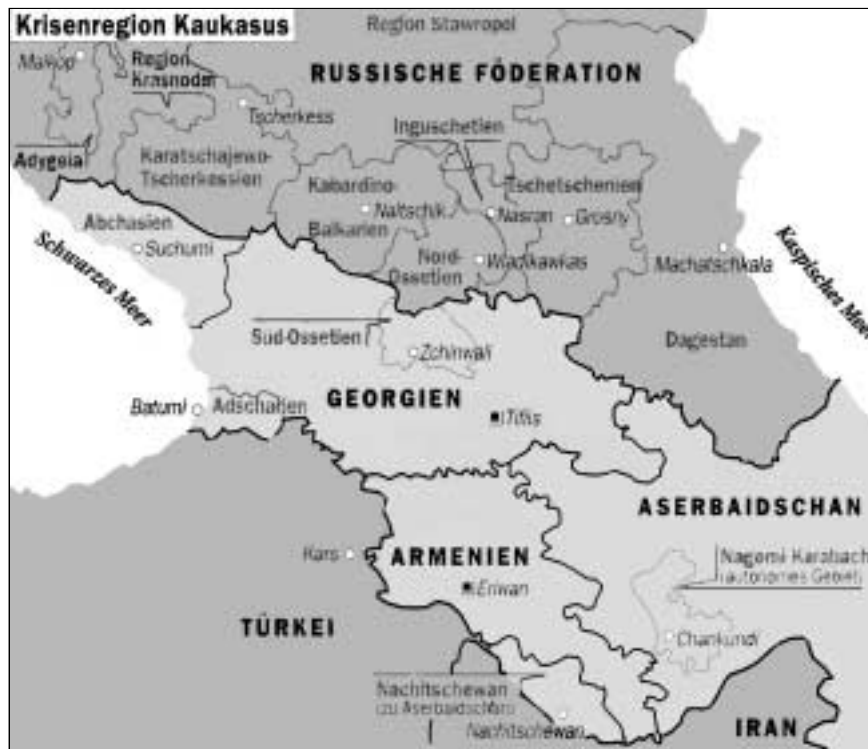 Krisenregion Kaukasus
Region Stawropol
Maikop
Region
Krasnodar
RUSSISCHE FÖDERATION
Tscherkess
Inguschetien
Adygeia
Karatschajewo-
Tscherkessien
Kabardino-
Balkarien
Naltschik
Tschetschenien
Nasran
Grosny
Abchasien
Suchumi
Nord-
Ossetien
Wladikawkas
Machatschkala
Schwarzes Meer
Kaspisches Meer
Süd-Ossetien
Zchinwali
Dagestan
Batumi
Adscharien
GEORGIEN
Tiflis
ASERBAIDSCHAN
Kars
ARMENIEN
Eriwan
Nagorni-Karabach
(autonomes Gebiet)
TÜRKEI
Chankundi
Nachitschewan
(zu Aserbaidschan)
Nachitschewan
IRAN